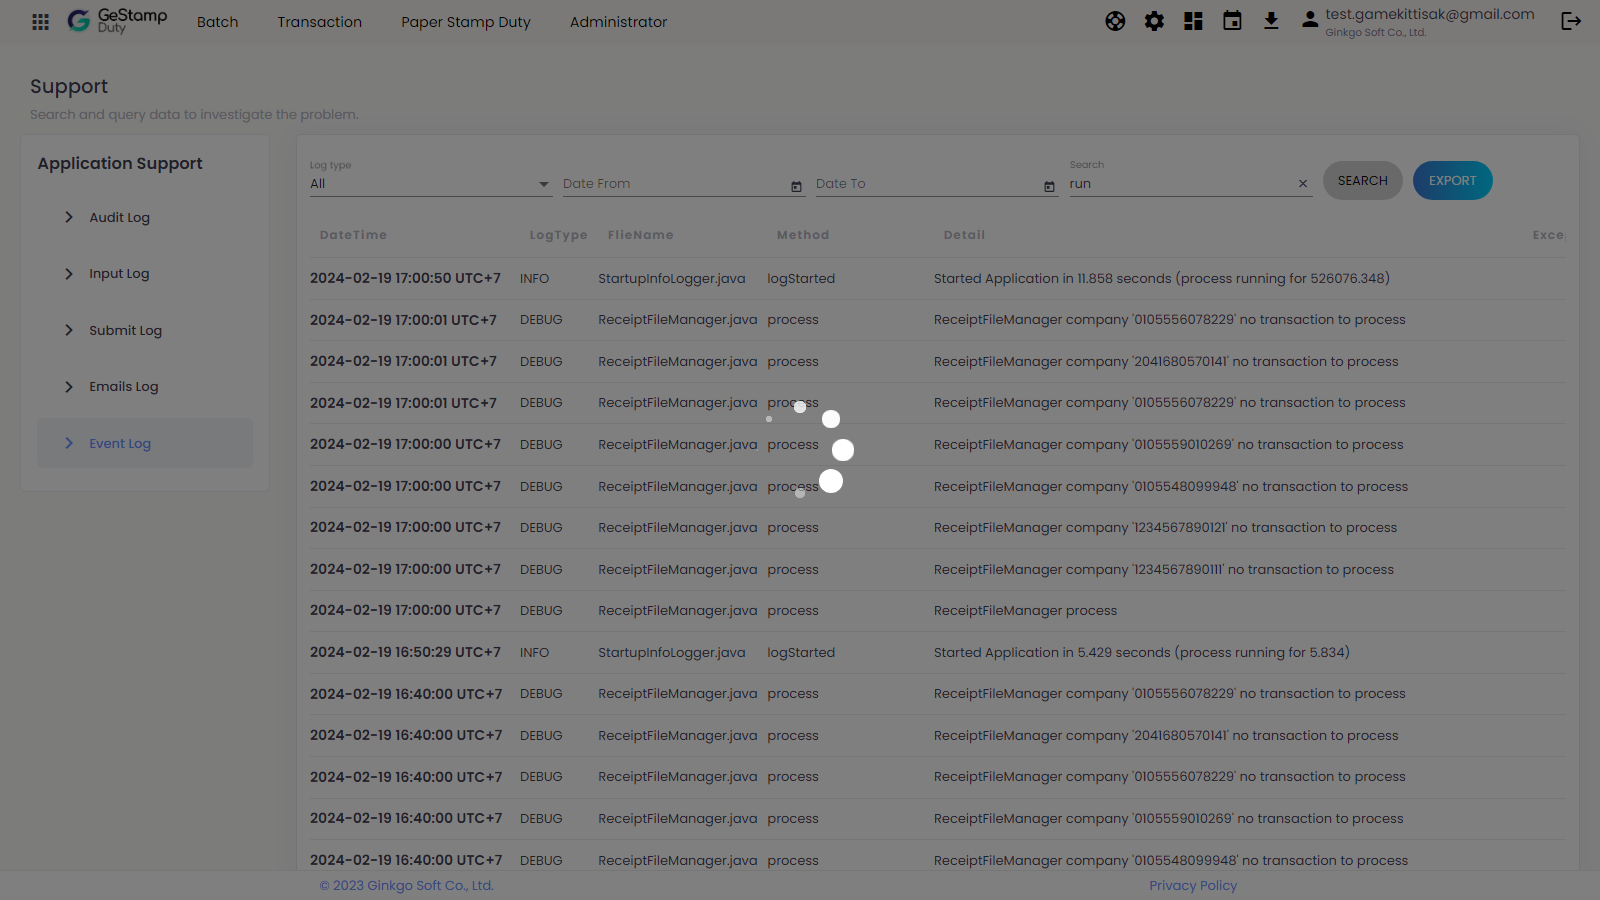 GeStamp
Duty
Batch
Transaction
Paper Stamp Duty
Administrator
test.gamekittisak@gmail.com
Ginkgo Soft Co., Ltd.
Support
Search and query data to investigate the problem.
Application Support
Audit Log
Input Log
Submit Log
Emails Log
Event Log
Log type
All
Date From
Date To
Search
run
SEARCH
EXPORT
DateTime LogType FileName Method Detail
2024-02-19 17:00:50 UTC+7 INFO StartupInfoLogger.java logStarted Started Application in 11.858 seconds (process running for 526076.348)
2024-02-19 17:00:01 UTC+7 DEBUG ReceiptFileManager.java process ReceiptFileManager company '0105556078229' no transaction to process
2024-02-19 17:00:01 UTC+7 DEBUG ReceiptFileManager.java process ReceiptFileManager company '2041680570141' no transaction to process
2024-02-19 17:00:01 UTC+7 DEBUG ReceiptFileManager.java process ReceiptFileManager company '0105556078229' no transaction to process
2024-02-19 17:00:00 UTC+7 DEBUG ReceiptFileManager.java process ReceiptFileManager company '0105559010269' no transaction to process
2024-02-19 17:00:00 UTC+7 DEBUG ReceiptFileManager.java process ReceiptFileManager company '0105548099948' no transaction to process
2024-02-19 17:00:00 UTC+7 DEBUG ReceiptFileManager.java process ReceiptFileManager company '1234567890121' no transaction to process
2024-02-19 17:00:00 UTC+7 DEBUG ReceiptFileManager.java process ReceiptFileManager company '1234567890111' no transaction to process
2024-02-19 17:00:00 UTC+7 DEBUG ReceiptFileManager.java process ReceiptFileManager process
2024-02-19 16:50:29 UTC+7 INFO StartupInfoLogger.java logStarted Started Application in 5.429 seconds (process running for 5.834)
2024-02-19 16:40:00 UTC+7 DEBUG ReceiptFileManager.java process ReceiptFileManager company '0105556078229' no transaction to process
2024-02-19 16:40:00 UTC+7 DEBUG ReceiptFileManager.java process ReceiptFileManager company '2041680570141' no transaction to process
2024-02-19 16:40:00 UTC+7 DEBUG ReceiptFileManager.java process ReceiptFileManager company '0105556078229' no transaction to process
2024-02-19 16:40:00 UTC+7 DEBUG ReceiptFileManager.java process ReceiptFileManager company '0105559010269' no transaction to process
2024-02-19 16:40:00 UTC+7 DEBUG ReceiptFileManager.java process ReceiptFileManager company '0105548099948' no transaction to process
© 2023 Ginkgo Soft Co., Ltd.
Privacy Policy